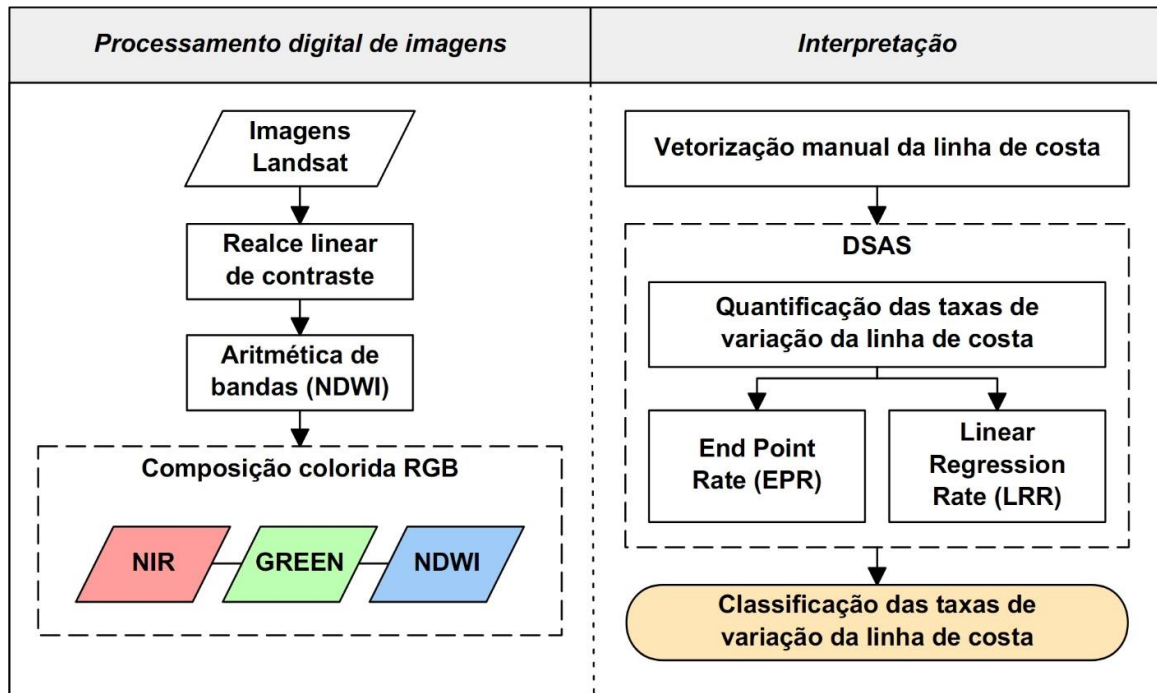 Processamento digital de imagens
Imagens
Landsat
Realce linear
de contraste
Aritmética de
bandas (NDWI)
Composição colorida RGB
NIR
GREEN
NDWI
Interpretação
Vetorização manual da linha de costa
DSAS
Quantificação das taxas de
variação da linha de costa
End Point
Rate (EPR)
Linear
Regression
Rate (LRR)
Classificação das taxas de
variação da linha de costa